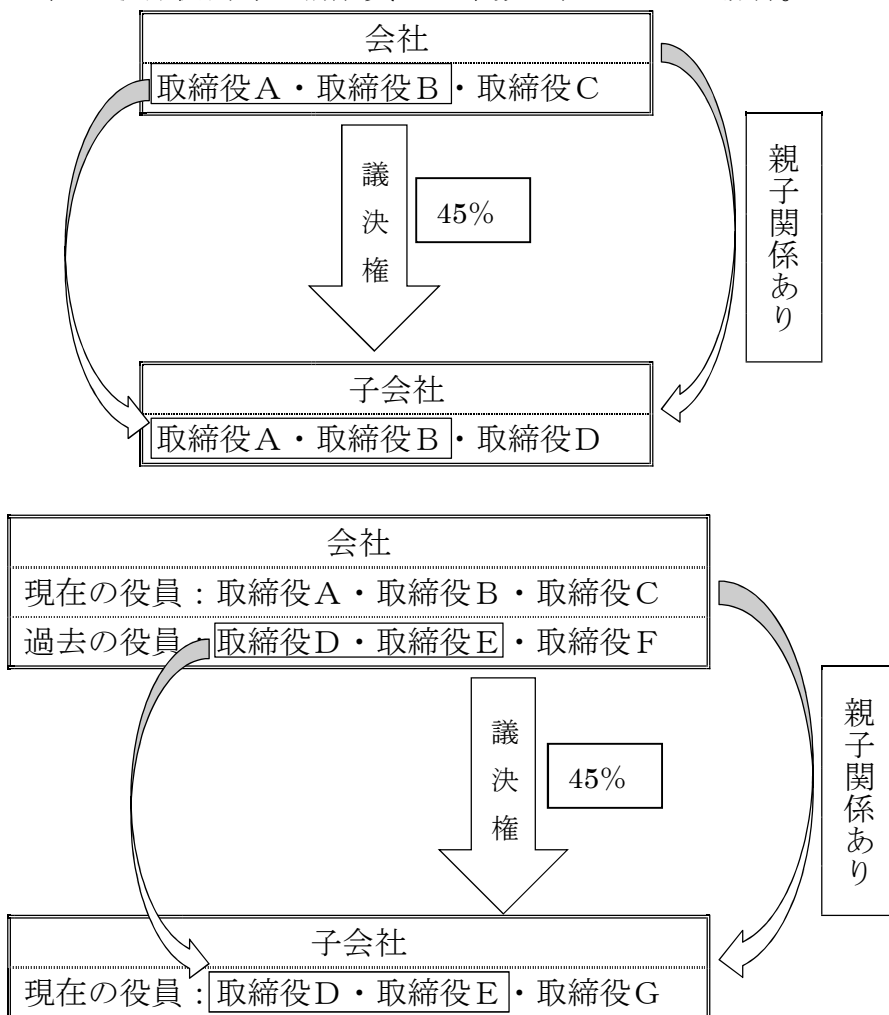 会社
取締役A・取締役B・取締役C
議決権
45%
親子関係あり
子会社
取締役A・取締役B・取締役D
会社
現在の役員：取締役A・取締役B・取締役C
過去の役員：取締役D・取締役E・取締役F
議決権
45%
親子関係あり
子会社
現在の役員：取締役D・取締役E・取締役G